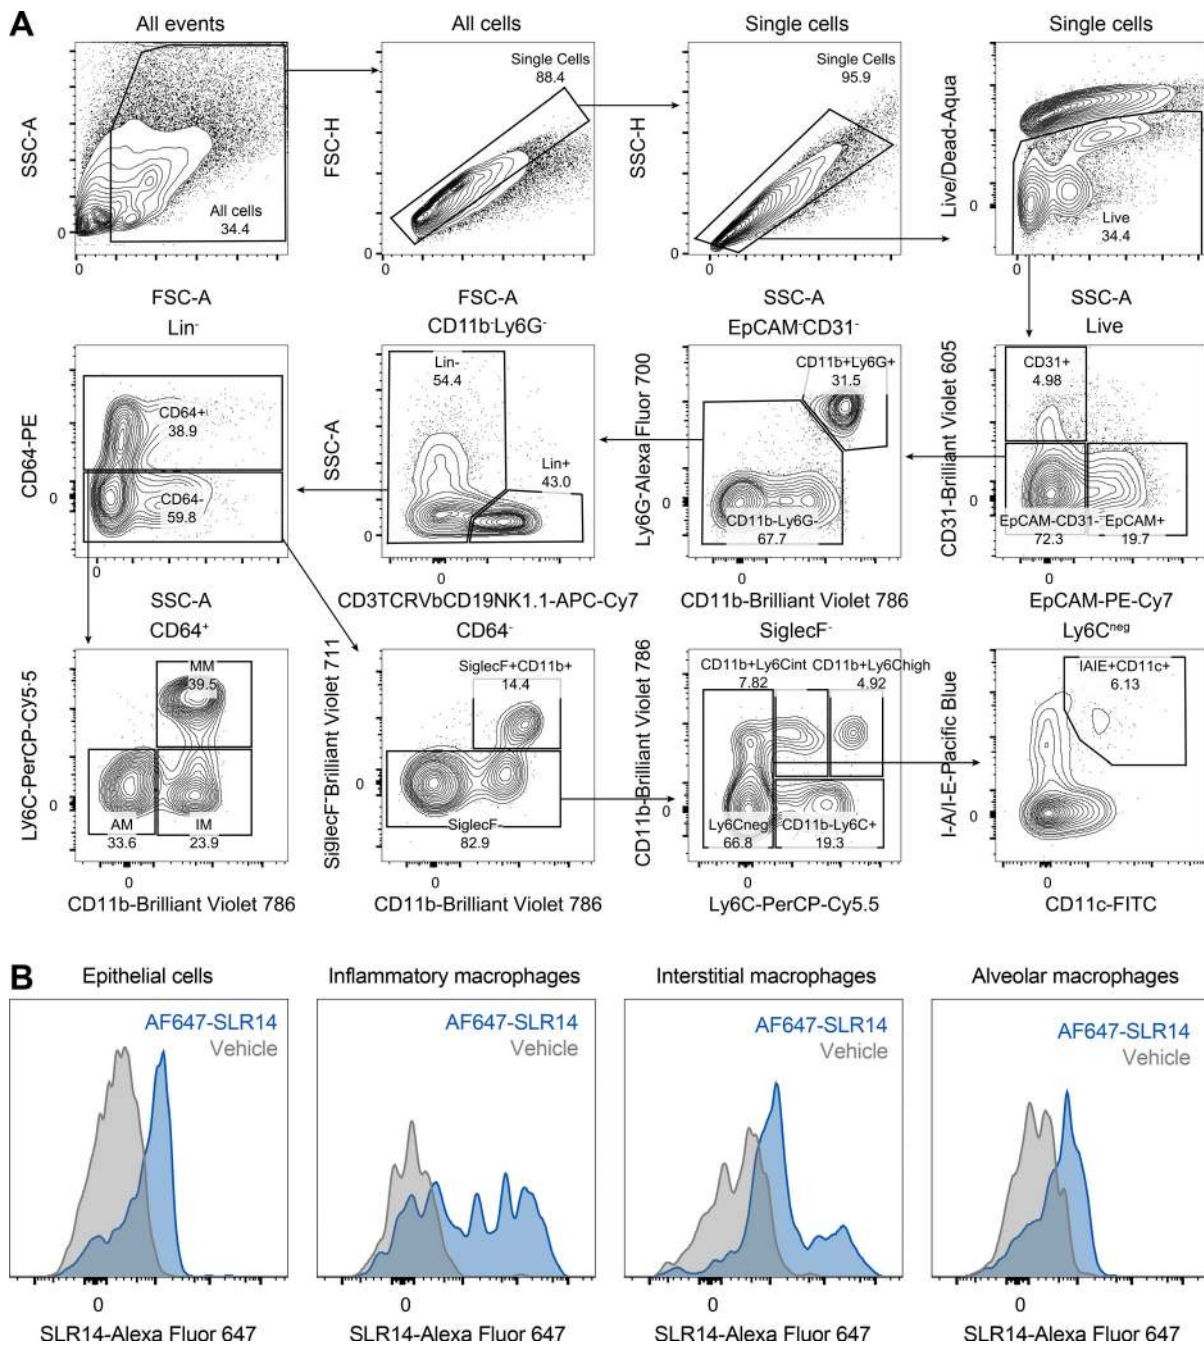 A
All events
All cells
Single cells
Single cells
SSC-A
All cells
34.4
0
0
FSC-A
FSC-H
Single Cells
88.4
0
0
FSC-A
SSC-H
Single Cells
95.9
0
0
SSC-A
Live/Dead-Aqua
Live
34.4
0
0
SSC-A
Lin-
CD11b-Ly6G-
EpCAM-CD31-
Live
CD64-PE
CD64+
38.9
CD64-
59.8
0
0
SSC-A
SSC-A
Lin-
54.4
Lin+
43.0
0
0
CD3TCRVbCD19NK1.1-APC-Cy7
Ly6G-Alexa Fluor 700
CD11b+Ly6G+
31.5
CD11b-Ly6G-
67.7
0
0
CD11b-Brilliant Violet 786
CD31-Brilliant Violet 605
CD31+
4.98
EpCAM-CD31-
72.3
EpCAM+
19.7
0
0
EpCAM-PE-Cy7
CD64+
CD64-
SiglecF-
Ly6Cneg
Ly6C-PerCP-Cy5.5
MM
39.5
AM
33.6
IM
23.9
0
0
CD11b-Brilliant Violet 786
SiglecF-Brilliant Violet 711
SiglecF+CD11b+
14.4
SiglecF-
82.9
0
0
CD11b-Brilliant Violet 786
CD11b-Brilliant Violet 786
CD11b+Ly6Cint
7.82
CD11b+Ly6Chigh
4.92
Ly6Cneg
66.8
CD11b-Ly6C+
19.3
0
0
Ly6C-PerCP-Cy5.5
I-A/I-E-Pacific Blue
IAIE+CD11c+
6.13
0
0
CD11c-FITC
B
Epithelial cells
AF647-SLR14
Vehicle
0
SLR14-Alexa Fluor 647
Inflammatory macrophages
AF647-SLR14
Vehicle
0
SLR14-Alexa Fluor 647
Interstitial macrophages
AF647-SLR14
Vehicle
0
SLR14-Alexa Fluor 647
Alveolar macrophages
AF647-SLR14
Vehicle
0
SLR14-Alexa Fluor 647